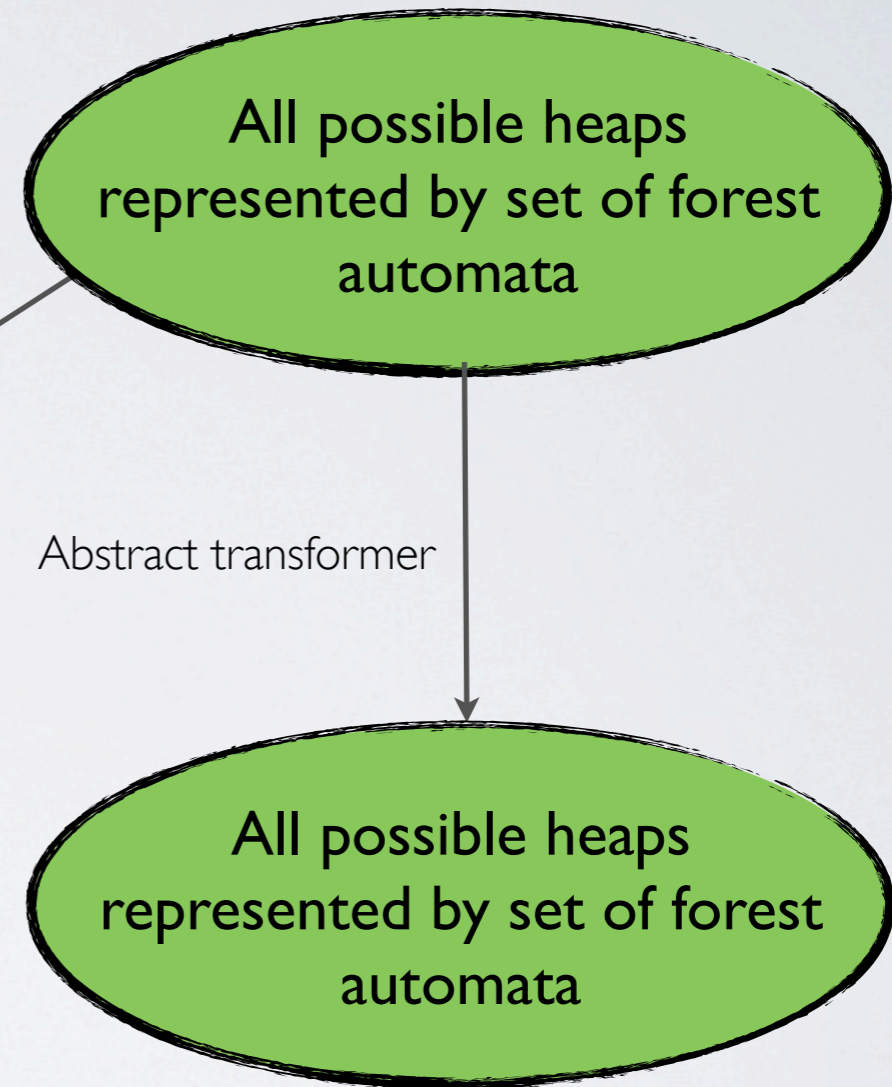 All possible heaps
represented by set of forest
automata
Abstract transformer
All possible heaps
represented by set of forest
automata